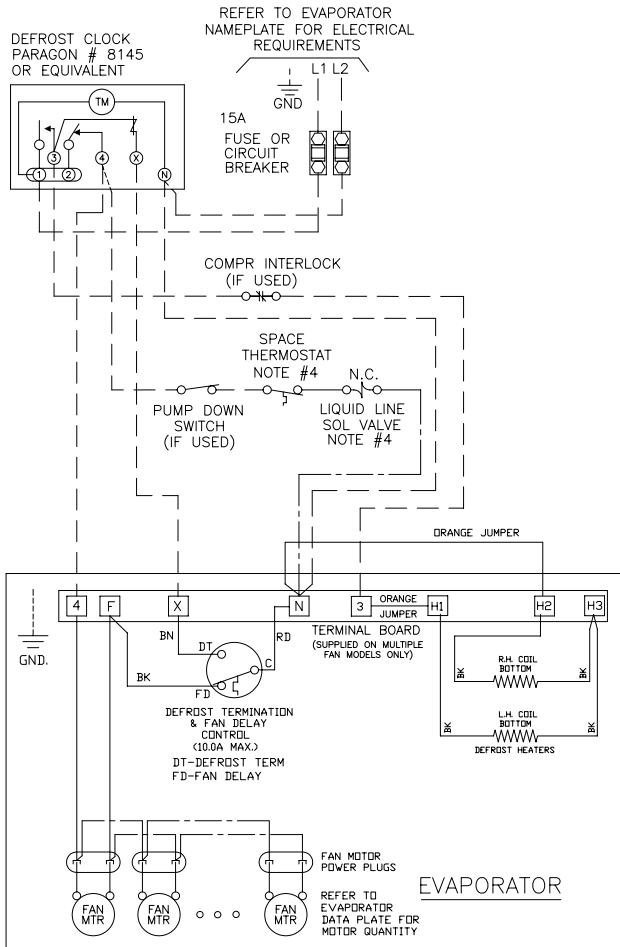 REFER TO EVAPORATOR
NAMEPLATE FOR ELECTRICAL
REQUIREMENTS
DEFROST CLOCK
PARAGON # 8145
OR EQUIVALENT
L1 L2
GND
TM
15A
FUSE OR
CIRCUIT
BREAKER
3
4
X
1
2
N
COMPR INTERLOCK
(IF USED)
SPACE
THERMOSTAT
NOTE #4
N.C.
PUMP DOWN
SWITCH
(IF USED)
LIQUID LINE
SOL VALVE
NOTE #4
ORANGE JUMPER
4
F
X
N
3
ORANGE
JUMPER
H1
H2
H3
GND.
TERMINAL BOARD
(SUPPLIED ON MULTIPLE
FAN MODELS ONLY)
BN
DT
RD
C
BK
FD
R.H. COIL
BOTTOM
BK
BK
L.H. COIL
BOTTOM
BK
BK
DEFROST HEATERS
DEFROST TERMINATION
& FAN DELAY
CONTROL
(10.0A MAX.)
DT-DEFROST TERM
FD-FAN DELAY
FAN MOTOR
POWER PLUGS
EVAPORATOR
FAN
MTR
FAN
MTR
FAN
MTR
REFER TO
EVAPORATOR
DATA PLATE FOR
MOTOR QUANTITY